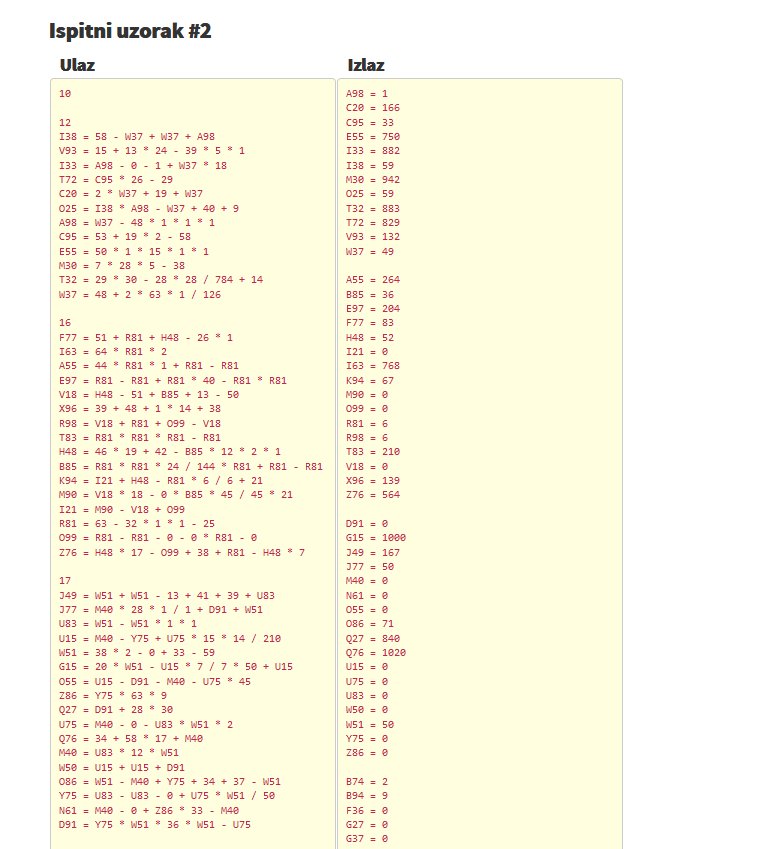 Ispitni uzorak #2
Ulaz
10
12
I38 = 58 - W37 + W37 + A98
V93 = 15 + 13 * 24 - 39 * 5 * 1
I33 = A98 - 0 - 1 + W37 * 18
T72 = C95 * 26 - 29
C20 = 2 * W37 + 19 + W37
O25 = I38 * A98 - W37 + 40 + 9
A98 = W37 - 48 * 1 * 1 * 1
C95 = 53 + 19 * 2 - 58
E55 = 50 * 1 * 15 * 1 * 1
M30 = 7 * 28 * 5 - 38
T32 = 29 * 30 - 28 * 28 / 784 + 14
W37 = 48 + 2 * 63 * 1 / 126
16
F77 = 51 + R81 + H48 - 26 * 1
I63 = 64 * R81 * 2
A55 = 44 * R81 * 1 + R81 - R81
E97 = R81 - R81 + R81 * 40 - R81 * R81
V18 = H48 - 51 + B85 + 13 - 50
X96 = 39 + 48 + 1 * 14 + 38
R98 = V18 + R81 + O99 - V18
T83 = R81 * R81 * R81 - R81
H48 = 46 * 19 + 42 - B85 * 12 * 2 * 1
B85 = R81 * R81 * 24 / 144 * R81 + R81 - R81
K94 = I21 + H48 - R81 * 6 / 6 + 21
M90 = V18 * 18 - 0 * B85 * 45 / 45 * 21
I21 = M90 - V18 + O99
R81 = 63 - 32 * 1 * 1 - 25
O99 = R81 - R81 - 0 - 0 * R81 - 0
Z76 = H48 * 17 - O99 + 38 + R81 - H48 * 7
17
J49 = W51 + W51 - 13 + 41 + 39 + U83
J77 = M40 * 28 * 1 / 1 + D91 + W51
U83 = W51 - W51 * 1 * 1
U15 = M40 - Y75 + U75 * 15 * 14 / 210
W51 = 38 * 2 - 0 + 33 - 59
G15 = 20 * W51 - U15 * 7 / 7 * 50 + U15
O55 = U15 - D91 - M40 - U75 * 45
Z86 = Y75 * 63 * 9
Q27 = D91 + 28 * 30
U75 = M40 - 0 - U83 * W51 * 2
Q76 = 34 + 58 * 17 + M40
M40 = U83 * 12 * W51
W50 = U15 + U15 + D91
O86 = W51 - M40 + Y75 + 34 + 37 - W51
Y75 = U83 - U83 - 0 + U75 * W51 / 50
N61 = M40 - 0 + Z86 * 33 - M40
D91 = Y75 * W51 * 36 * W51 - U75
Izlaz
A98 = 1
C20 = 166
C95 = 33
E55 = 750
I33 = 882
I38 = 59
M30 = 942
O25 = 59
T32 = 883
T72 = 829
V93 = 132
W37 = 49
A55 = 264
B85 = 36
E97 = 204
F77 = 83
H48 = 52
I21 = 0
I63 = 768
K94 = 67
M90 = 0
O99 = 0
R81 = 6
R98 = 6
T83 = 210
V18 = 0
X96 = 139
Z76 = 564
D91 = 0
G15 = 1000
J49 = 167
J77 = 50
M40 = 0
N61 = 0
O55 = 0
O86 = 71
Q27 = 840
Q76 = 1020
U15 = 0
U75 = 0
U83 = 0
W50 = 0
W51 = 50
Y75 = 0
Z86 = 0
B74 = 2
B94 = 9
F36 = 0
G27 = 0
G37 = 0